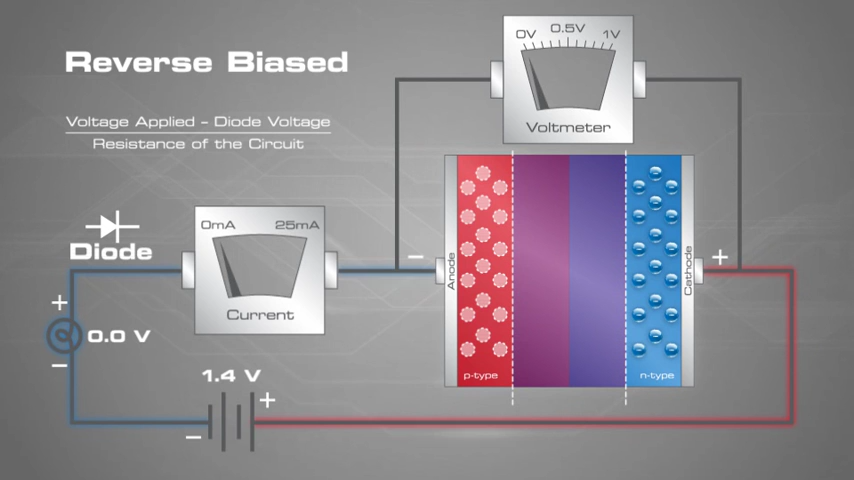 Reverse Biased
Voltage Applied - Diode Voltage
Resistance of the Circuit
0V 0.5V 1V
Voltmeter
Diode
0mA 25mA
Current
−
+
Anode
Cathode
p-type
n-type
+
0.0 V
−
1.4 V
+
−